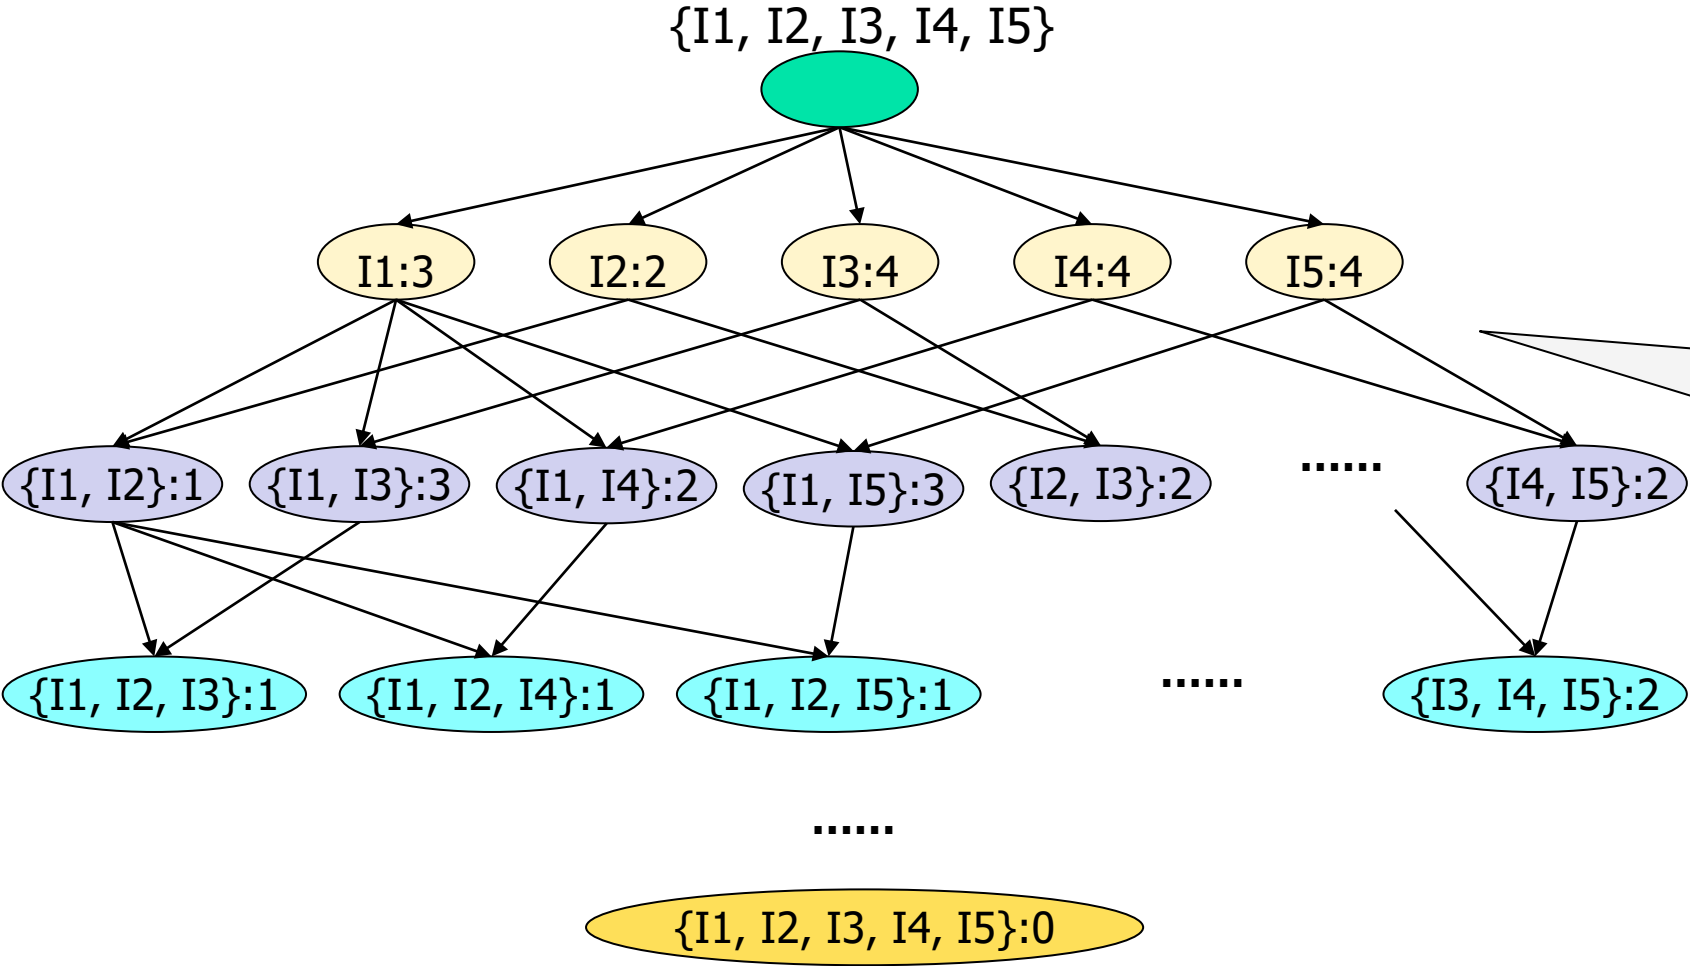 {I1, I2, I3, I4, I5}
I1:3 I2:2 I3:4 I4:4 I5:4
{I1, I2}:1 {I1, I3}:3 {I1, I4}:2 {I1, I5}:3 {I2, I3}:2 ...... {I4, I5}:2
{I1, I2, I3}:1 {I1, I2, I4}:1 {I1, I2, I5}:1 ...... {I3, I4, I5}:2
......
{I1, I2, I3, I4, I5}:0